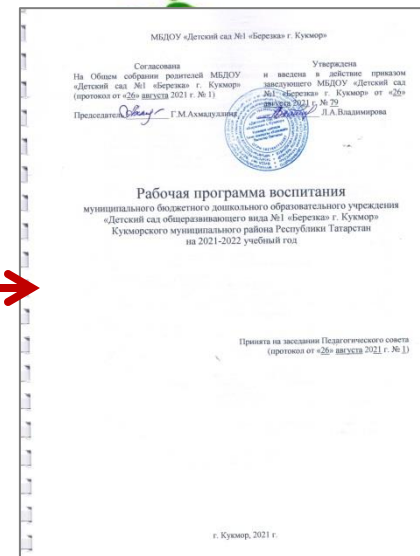 МБДОУ «Детский сад №1 «Березка» г. Кукмор»
Согласована
На Общем собрании родителей МБДОУ
«Детский сад №1 «Березка» г. Кукмор»
(протокол от «26» августа 2021 г. № 1)
Председатель Г.М.Ахмадуллина
Утверждена
и введена в действие приказом
заведующего МБДОУ «Детский сад
№1 «Березка» г. Кукмор» от «26»
августа 2021 г. № 79
Л.А.Владимирова
Рабочая программа воспитания
муниципального бюджетного дошкольного образовательного учреждения
«Детский сад общеразвивающего вида №1 «Березка» г. Кукмор»
Кукморского муниципального района Республики Татарстан
на 2021-2022 учебный год
Принята на заседании Педагогического совета
(протокол от «26» августа 2021 г. № 1)
г. Кукмор, 2021 г.